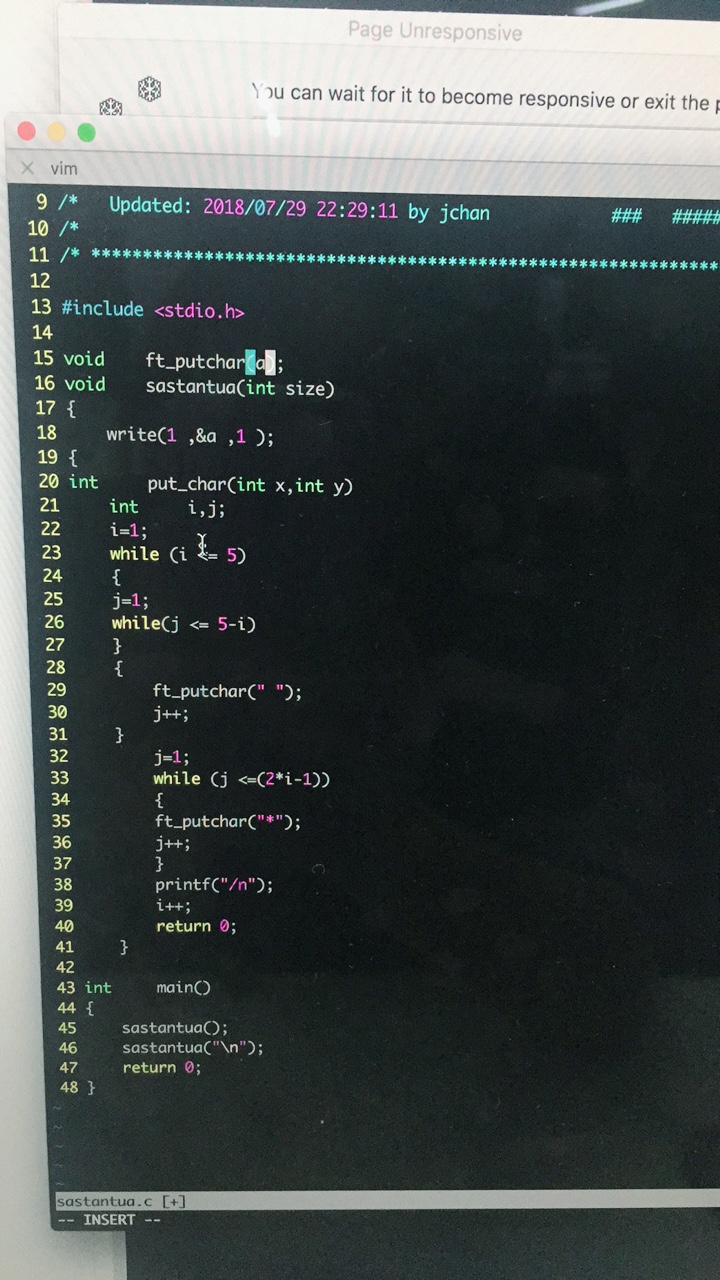 Page Unresponsive
You can wait for it to become responsive or exit the p
vim
9 /* Updated: 2018/07/29 22:29:11 by jchan ### #####
10 /*
11 /* *************************************************************
12
13 #include <stdio.h>
14
15 void ft_putchar(a);
16 void sastantua(int size)
17 {
18 write(1 ,&a ,1 );
19 {
20 int put_char(int x,int y)
21 int i,j;
22 i=1;
23 while (i <= 5)
24 {
25 j=1;
26 while(j <= 5-i)
27 }
28 {
29 ft_putchar(" ");
30 j++;
31 }
32 j=1;
33 while (j <=(2*i-1))
34 {
35 ft_putchar("*");
36 j++;
37 }
38 printf("/n");
39 i++;
40 return 0;
41 }
42
43 int main()
44 {
45 sastantua();
46 sastantua("\n");
47 return 0;
48 }
~
~
~
~
sastantua.c [+]
-- INSERT --